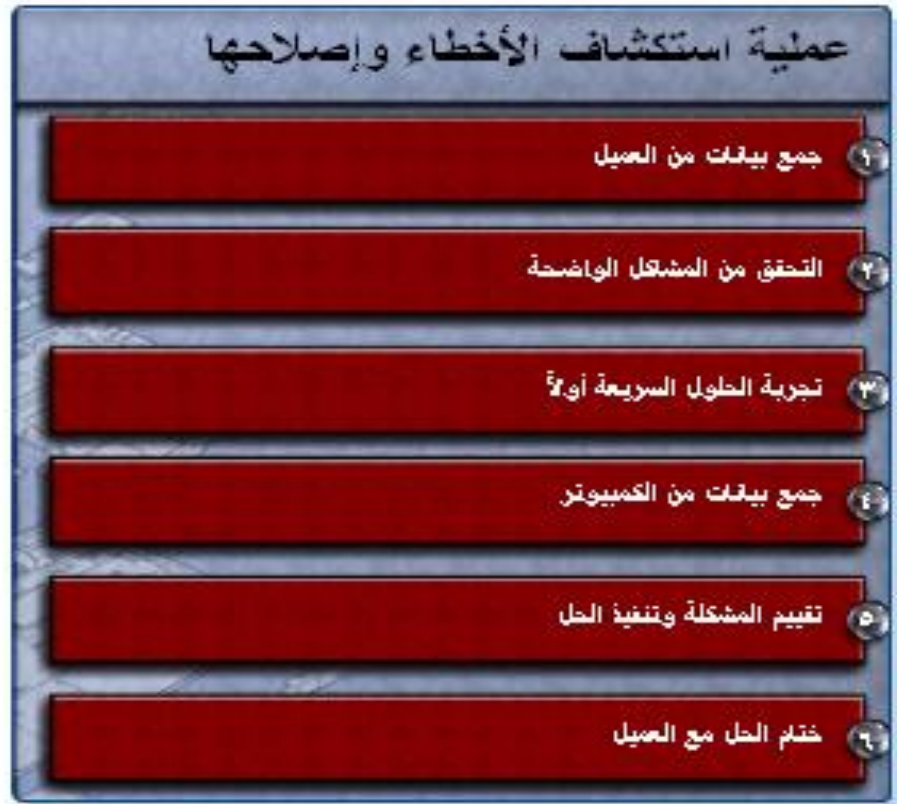 عملية استكشاف الأخطاء وإصلاحها
١ جمع بيانات من العميل
٢ التحقق من المشاكل الواضحة
٣ تجربة الحلول السريعة أولاً
٤ جمع بيانات من الكمبيوتر
٥ تقييم المشكلة وتنفيذ الحل
٦ ختام الحل مع العميل